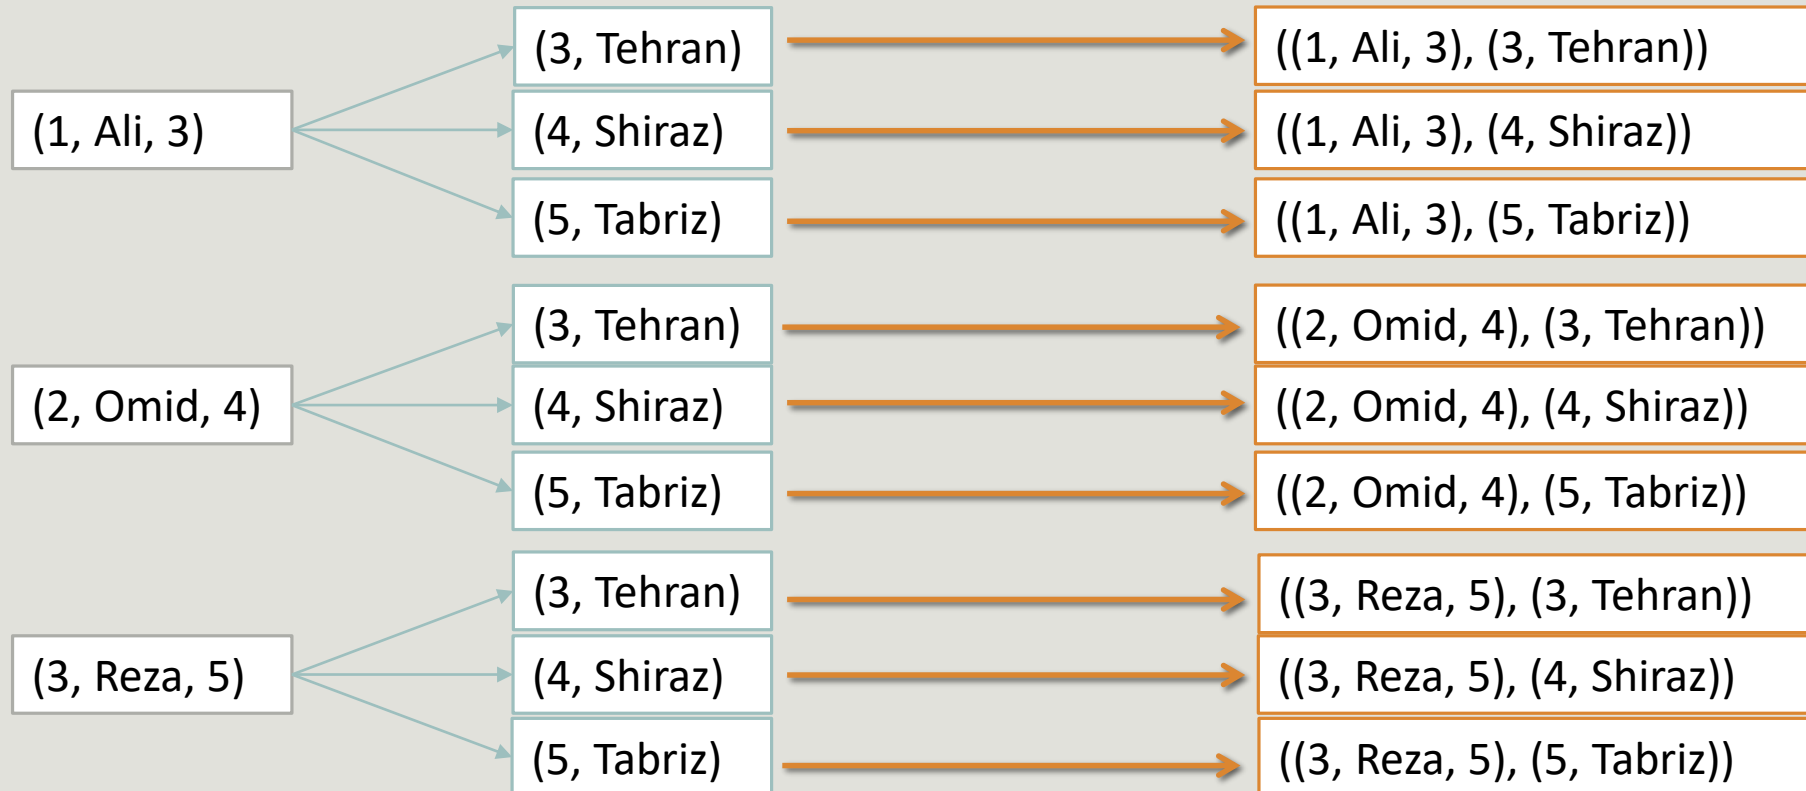 (3, Tehran) ((1, Ali, 3), (3, Tehran))
(1, Ali, 3) (4, Shiraz) ((1, Ali, 3), (4, Shiraz))
(5, Tabriz) ((1, Ali, 3), (5, Tabriz))
(3, Tehran) ((2, Omid, 4), (3, Tehran))
(2, Omid, 4) (4, Shiraz) ((2, Omid, 4), (4, Shiraz))
(5, Tabriz) ((2, Omid, 4), (5, Tabriz))
(3, Tehran) ((3, Reza, 5), (3, Tehran))
(3, Reza, 5) (4, Shiraz) ((3, Reza, 5), (4, Shiraz))
(5, Tabriz) ((3, Reza, 5), (5, Tabriz))